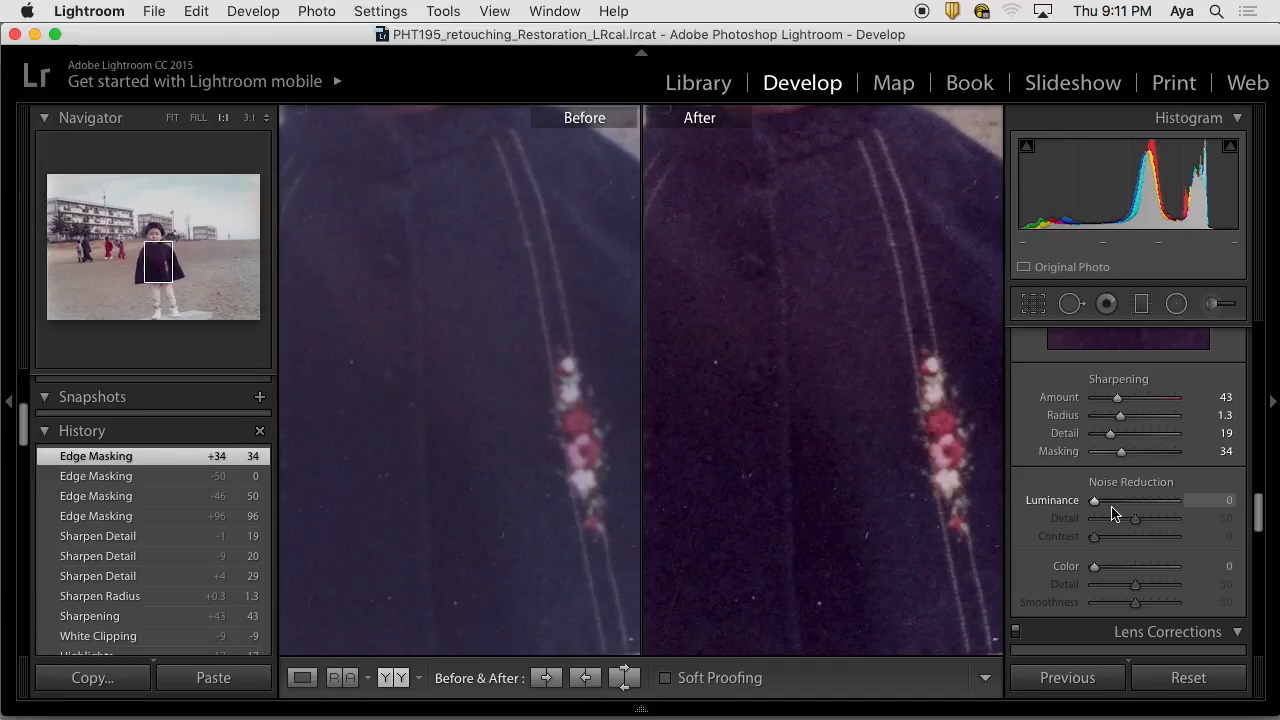 Lightroom File Edit Develop Photo Settings Tools View Window Help Thu 9:11 PM Aya
PHT195_retouching_Restoration_LRcal.lrcat - Adobe Photoshop Lightroom - Develop
Lr Adobe Lightroom CC 2015
Get started with Lightroom mobile
Library Develop Map Book Slideshow Print Web
Navigator FIT FILL 1:1 3:1
Before After
Histogram
Original Photo
Snapshots
History
Edge Masking +34 34
Edge Masking -50 0
Edge Masking -46 50
Edge Masking +96 96
Sharpen Detail -1 19
Sharpen Detail -9 20
Sharpen Detail +4 29
Sharpen Radius +0.3 1.3
Sharpening +43 43
White Clipping -9 -9
Sharpening
Amount 43
Radius 1.3
Detail 19
Masking 34
Noise Reduction
Luminance 0
Detail 50
Contrast 0
Color 0
Detail 50
Smoothness 50
Lens Corrections
Copy... Paste
R A Y Y Before & After : Soft Proofing
Previous Reset